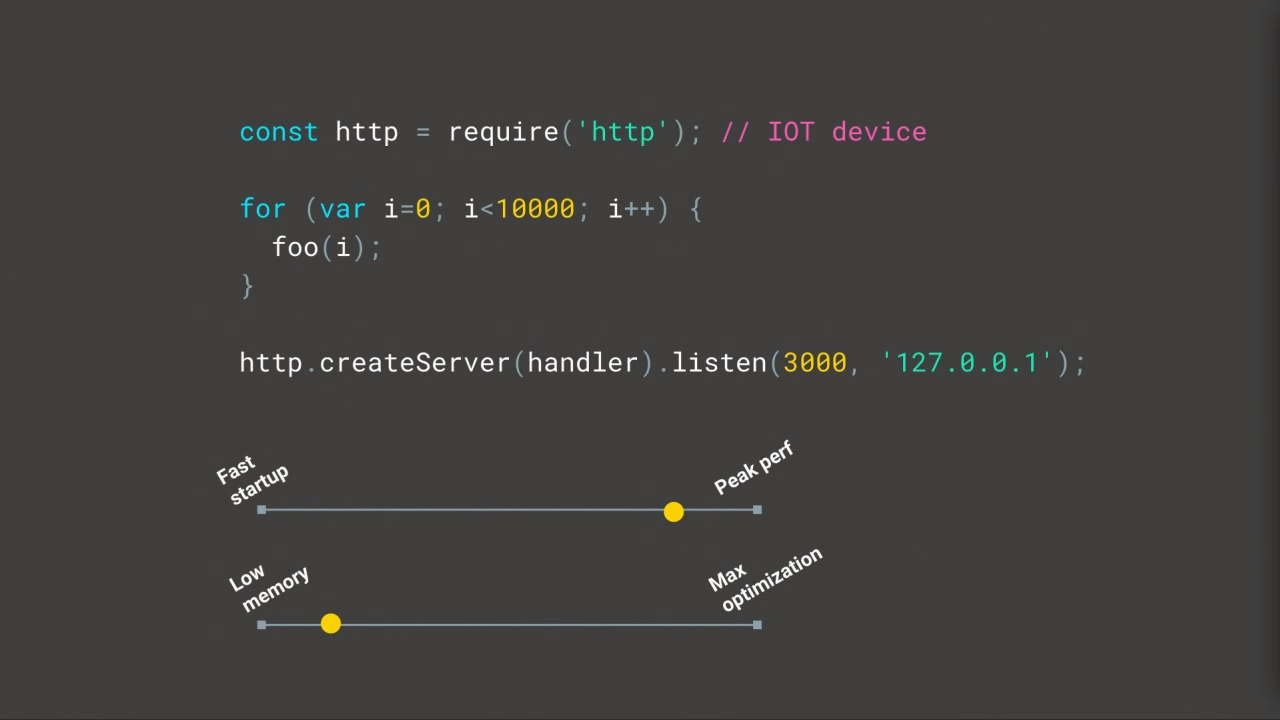 const http = require('http'); // IOT device
for (var i=0; i<10000; i++) {
  foo(i);
}
http.createServer(handler).listen(3000, '127.0.0.1');
Fast
startup
Peak perf
Low
memory
Max
optimization